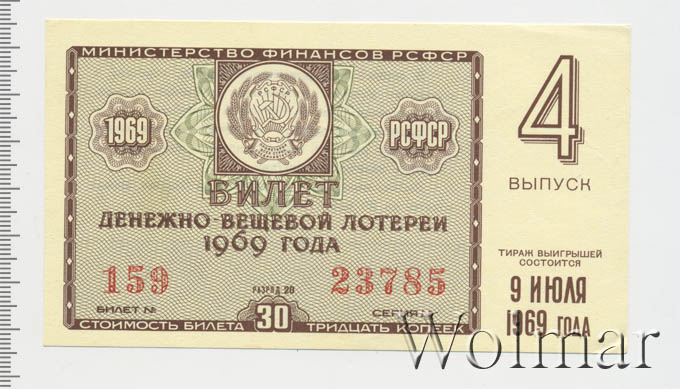 МИНИСТЕРСТВО ФИНАНСОВ РСФСР
РСФСР
1969
РСФСР
БИЛЕТ
ДЕНЕЖНО ВЕЩЕВОЙ ЛОТЕРЕИ
1969 ГОДА
159
РАЗРЯД 20
23785
БИЛЕТ №
СЕРИЯ
СТОИМОСТЬ БИЛЕТА 30 ТРИДЦАТЬ КОПЕЕК
4
ВЫПУСК
ТИРАЖ ВЫИГРЫШЕЙ
СОСТОИТСЯ
9 ИЮЛЯ
1969 ГОДА
Wolmar